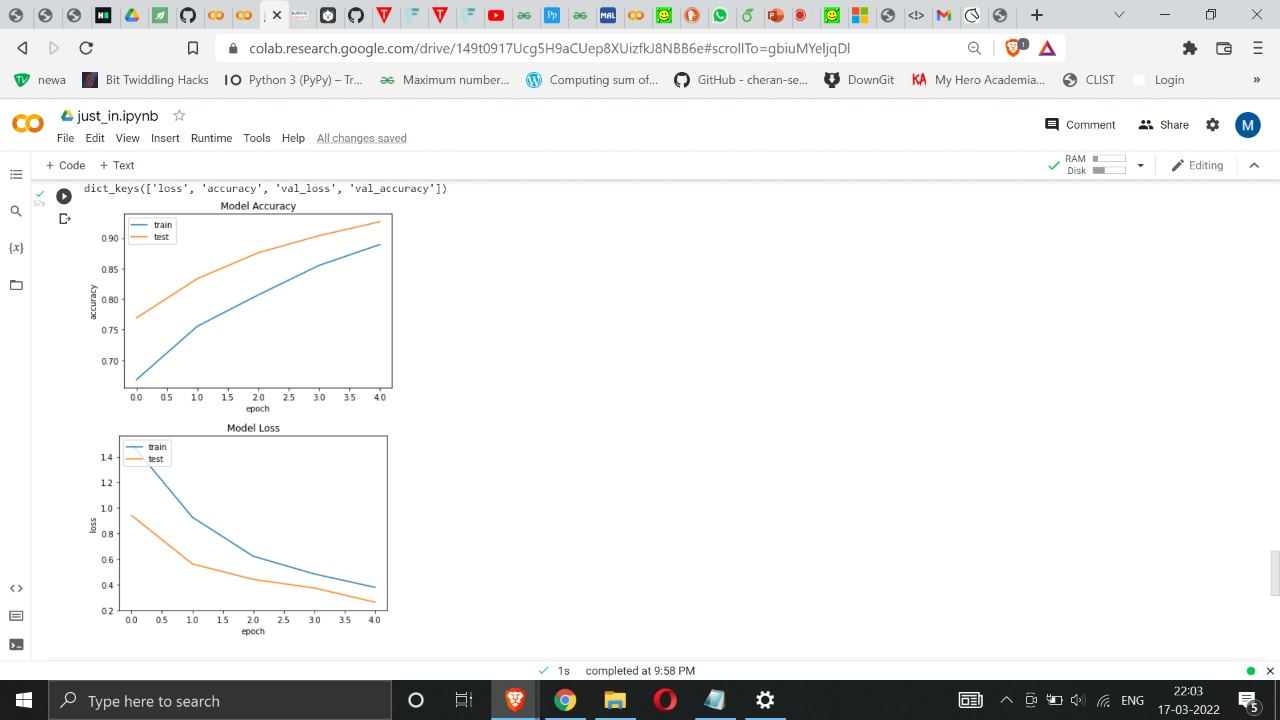 colab.research.google.com/drive/149t0917Ucg5H9aCUep8XUizfkJ8NBB6e#scrollTo=gbiuMYeIjqDl
1
newa Bit Twiddling Hacks Python 3 (PyPy) – Tr... Maximum number... Computing sum of... GitHub - cheran-se... DownGit My Hero Academia... CLIST Login »
just_in.ipynb
Comment Share M
File Edit View Insert Runtime Tools Help All changes saved
+ Code + Text RAM Disk Editing
dict_keys(['loss', 'accuracy', 'val_loss', 'val_accuracy'])
57s
Model Accuracy
train
test
0.90
0.85
0.80
0.75
0.70
accuracy
0.0 0.5 1.0 1.5 2.0 2.5 3.0 3.5 4.0
epoch
Model Loss
train
test
1.4
1.2
1.0
0.8
0.6
0.4
0.2
loss
0.0 0.5 1.0 1.5 2.0 2.5 3.0 3.5 4.0
epoch
1s completed at 9:58 PM
Type here to search
ENG
22:03
17-03-2022
5